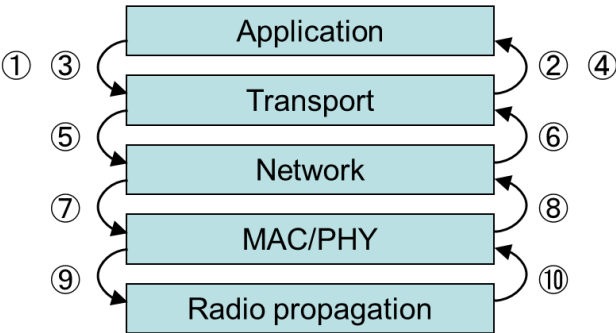 Application
① ③ ② ④
Transport
⑤ ⑥
Network
⑦ ⑧
MAC/PHY
⑨ ⑩
Radio propagation